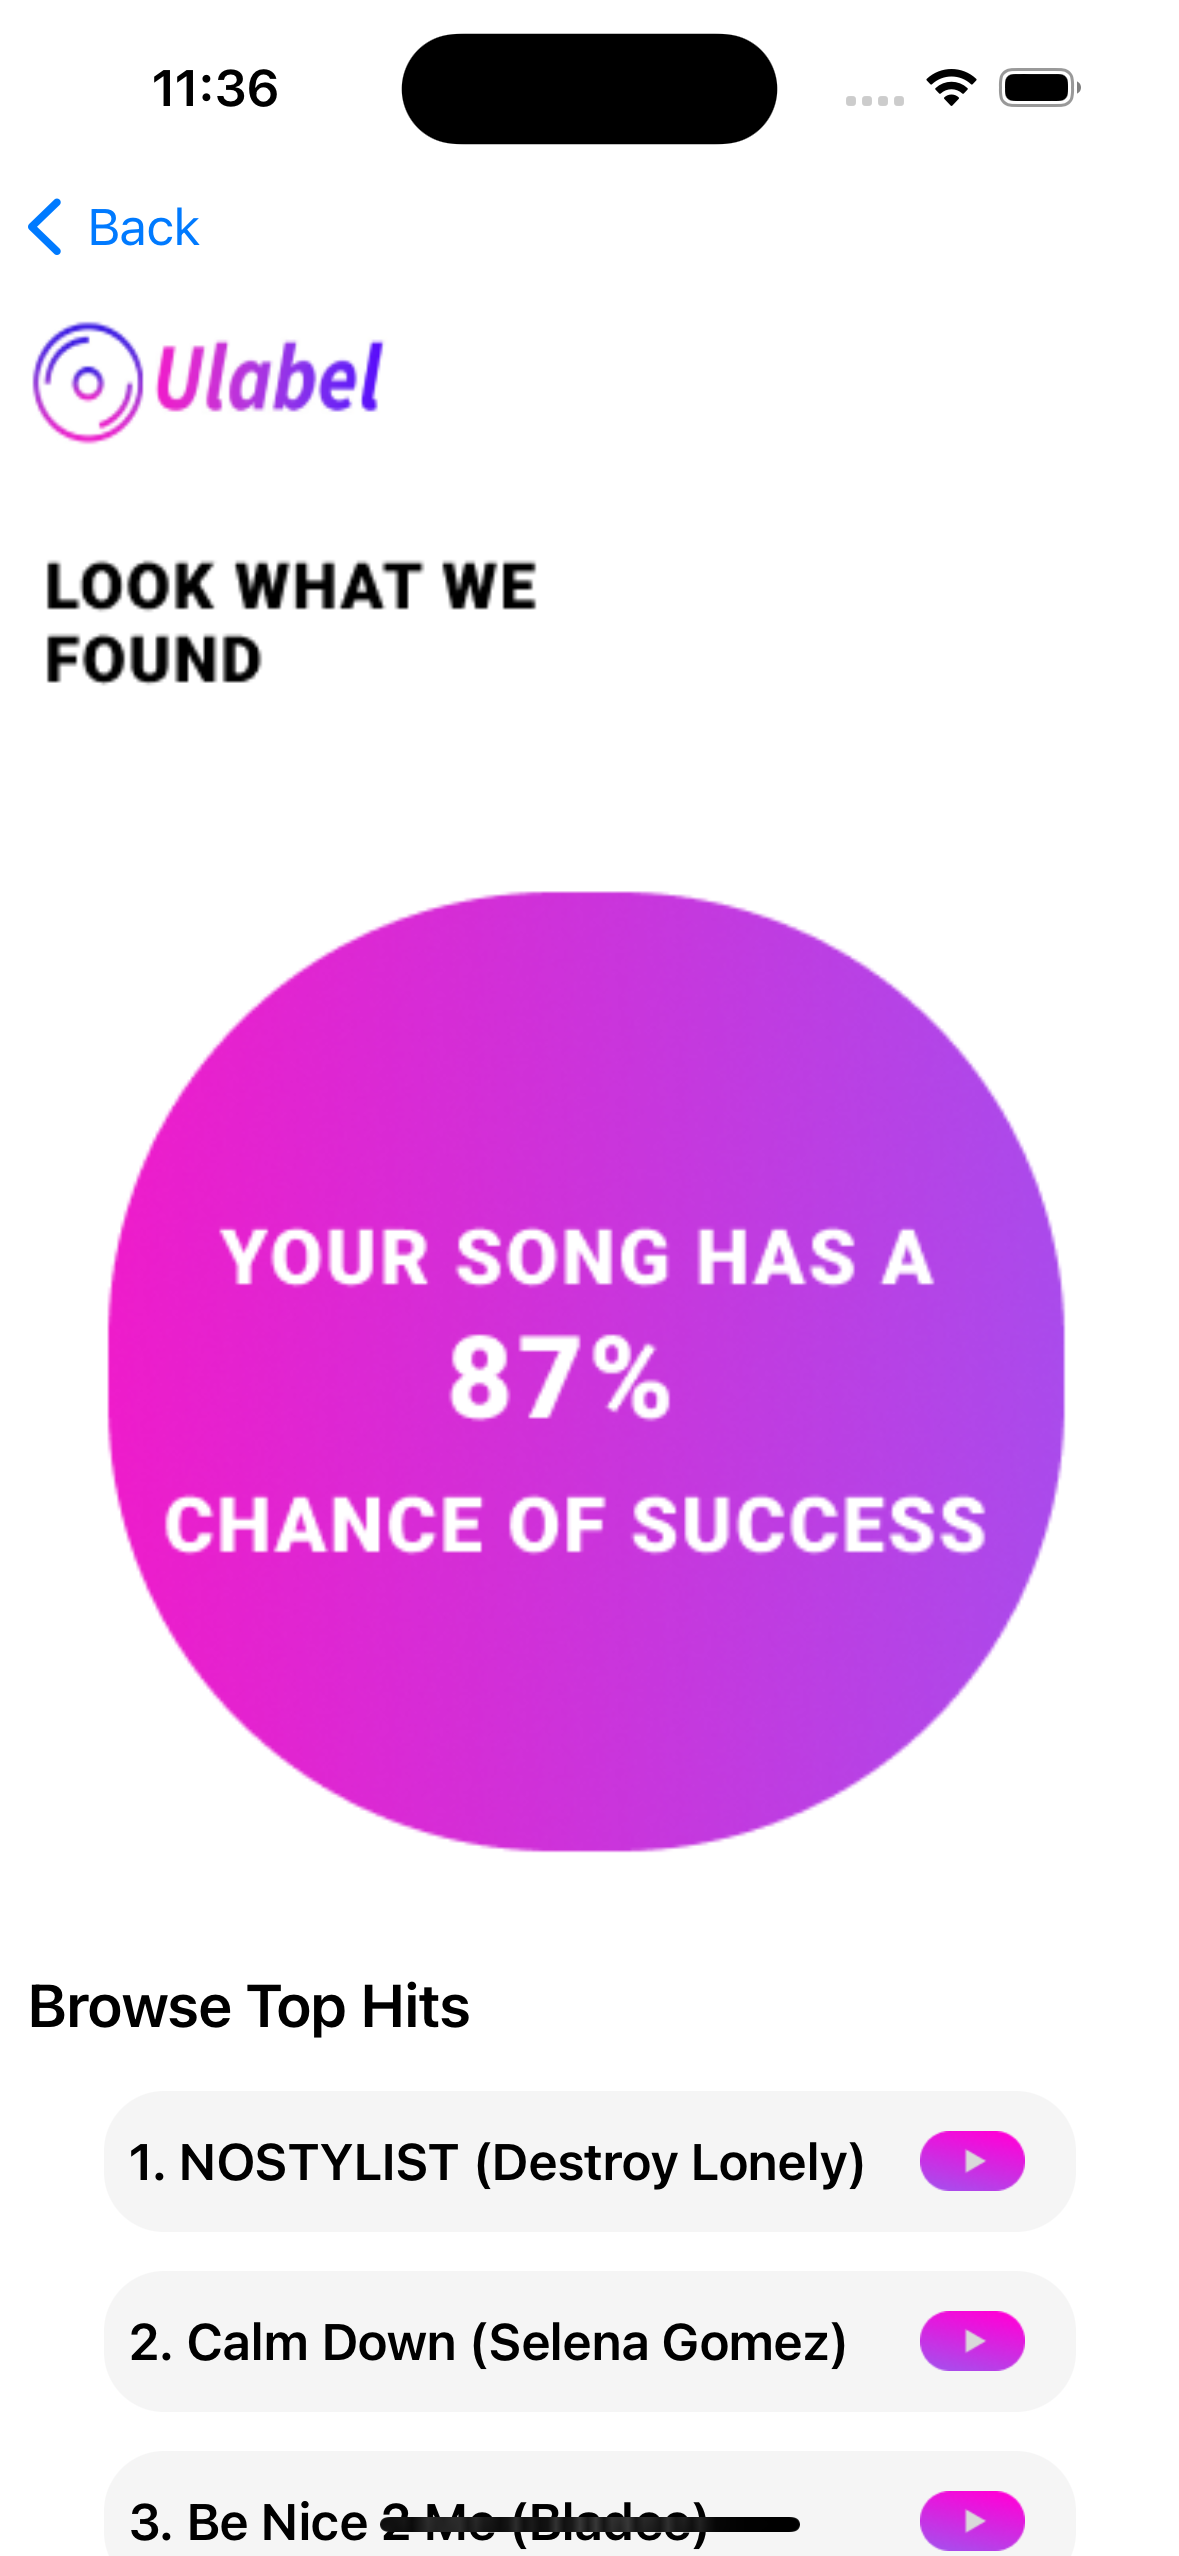 11:36
Back
Ulabel
LOOK WHAT WE
FOUND
YOUR SONG HAS A
87%
CHANCE OF SUCCESS
Browse Top Hits
1. NOSTYLIST (Destroy Lonely)
2. Calm Down (Selena Gomez)
3. Be Nice 2 Me (Bladee)